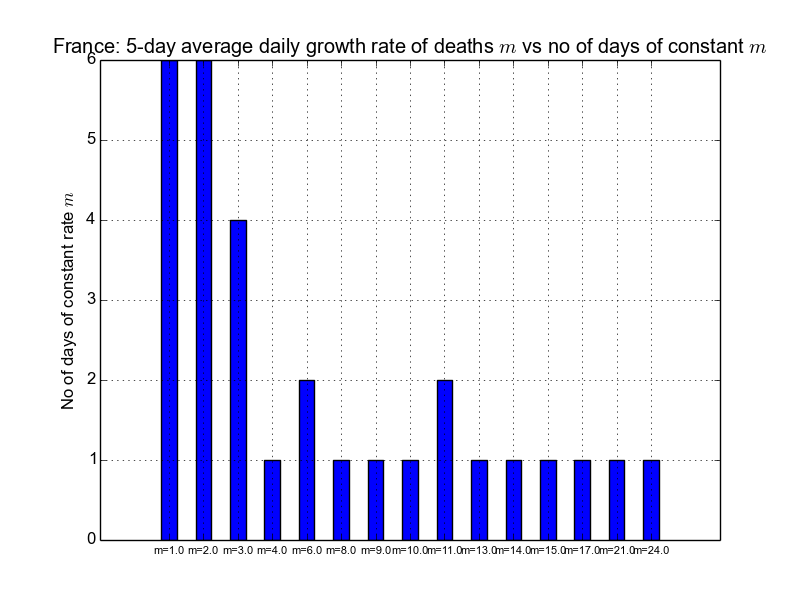 France: 5-day average daily growth rate of deaths m vs no of days of constant m
6
5
4
3
2
1
0
No of days of constant rate m
m=1.0 m=2.0 m=3.0 m=4.0 m=6.0 m=8.0 m=9.0 m=10.0 m=11.0 m=13.0 m=14.0 m=15.0 m=17.0 m=21.0 m=24.0